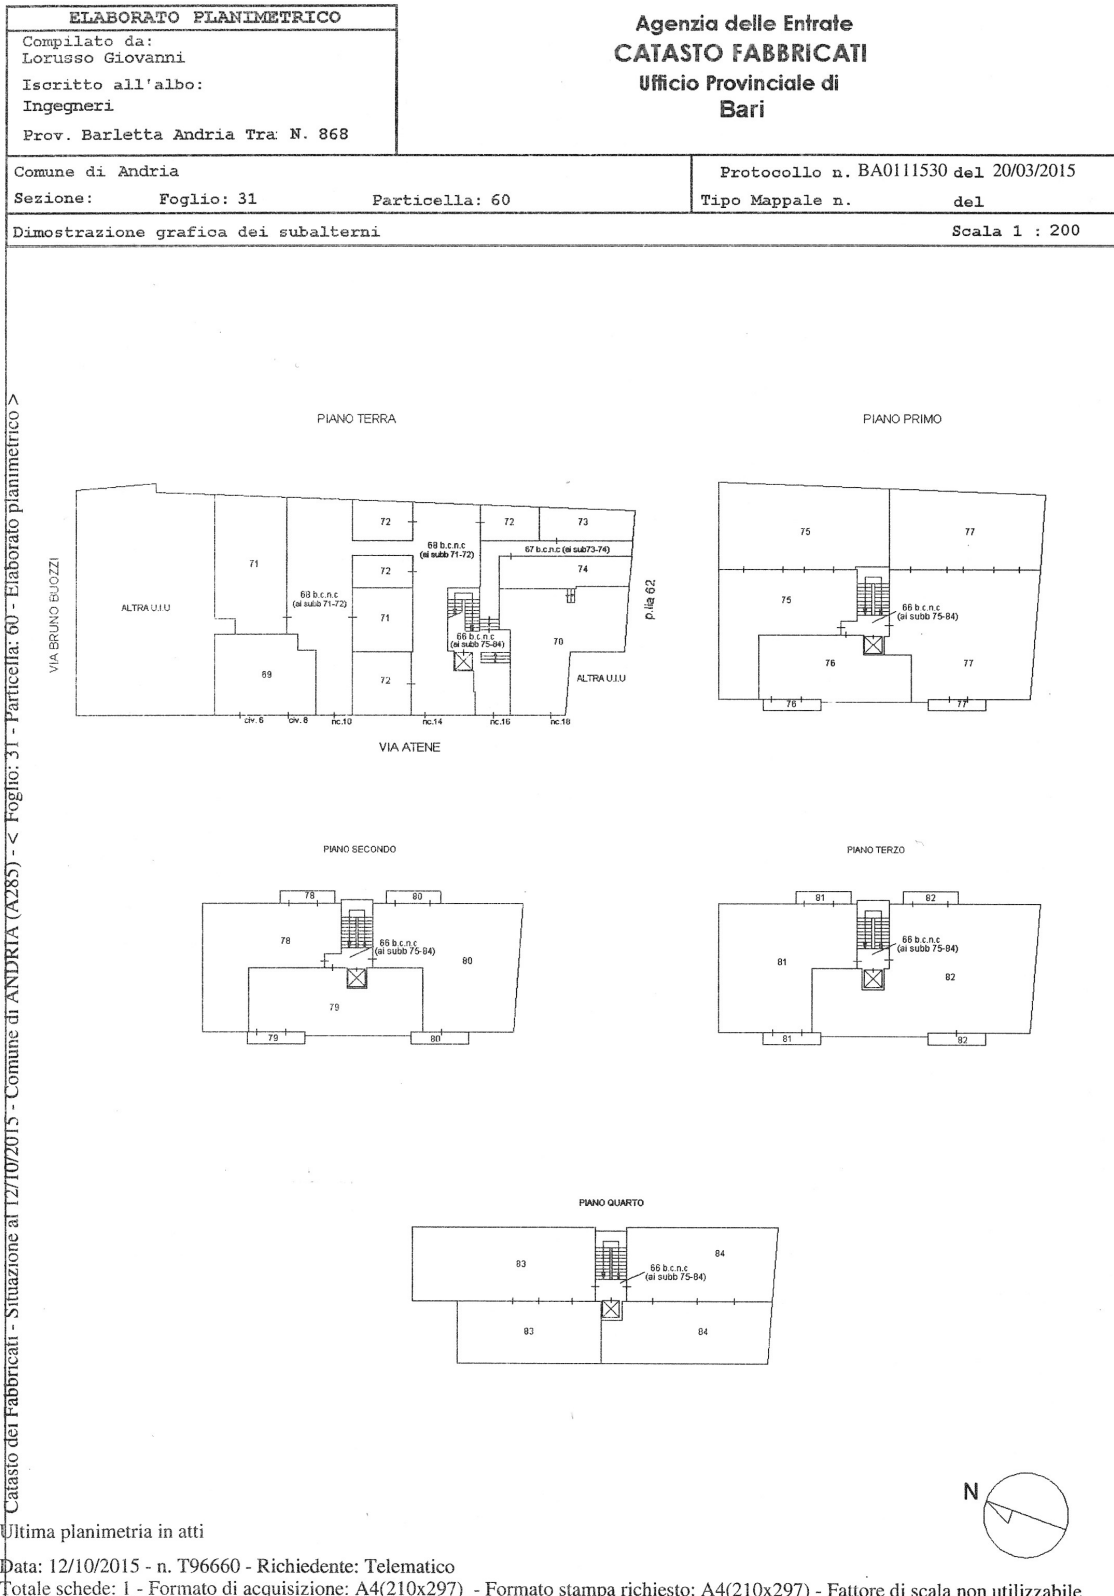 ELABORATO PLANIMETRICO
Compilato da:
Lorusso Giovanni
Iscritto all'albo:
Ingegneri
Prov. Barletta Andria Tra: N. 868
Agenzia delle Entrate
CATASTO FABBRICATI
Ufficio Provinciale di
Bari
Comune di Andria
Sezione: Foglio: 31 Particella: 60
Protocollo n. BA0111530 del 20/03/2015
Tipo Mappale n. del
Dimostrazione grafica dei subalterni
Scala 1 : 200
PIANO TERRA
VIA BRUNO BUOZZI
ALTRA U.I.U
71
69
68 b.c.n.c
(ai subb 71-72)
72
72
71
72
68 b.c.n.c
(ai subb 71-72)
72
73
67 b.c.n.c (ai sub73-74)
74
66 b.c.n.c
(ai subb 75-84)
70
ALTRA U.I.U
p.lla 62
civ. 6
civ. 8
nc.10
nc.14
nc.16
nc.18
VIA ATENE
PIANO PRIMO
75
77
75
66 b.c.n.c
(ai subb 75-84)
76
77
76
77
PIANO SECONDO
78
80
78
66 b.c.n.c
(ai subb 75-84)
80
79
79
80
PIANO TERZO
81
82
66 b.c.n.c
(ai subb 75-84)
81
82
81
82
PIANO QUARTO
83
84
66 b.c.n.c
(ai subb 75-84)
83
84
N
Catasto dei Fabbricati - Situazione al 12/10/2015 - Comune di ANDRIA (A285) - < Foglio: 31 - Particella: 60 - Elaborato planimetrico >
Ultima planimetria in atti
Data: 12/10/2015 - n. T96660 - Richiedente: Telematico
Totale schede: 1 - Formato di acquisizione: A4(210x297) - Formato stampa richiesto: A4(210x297) - Fattore di scala non utilizzabile